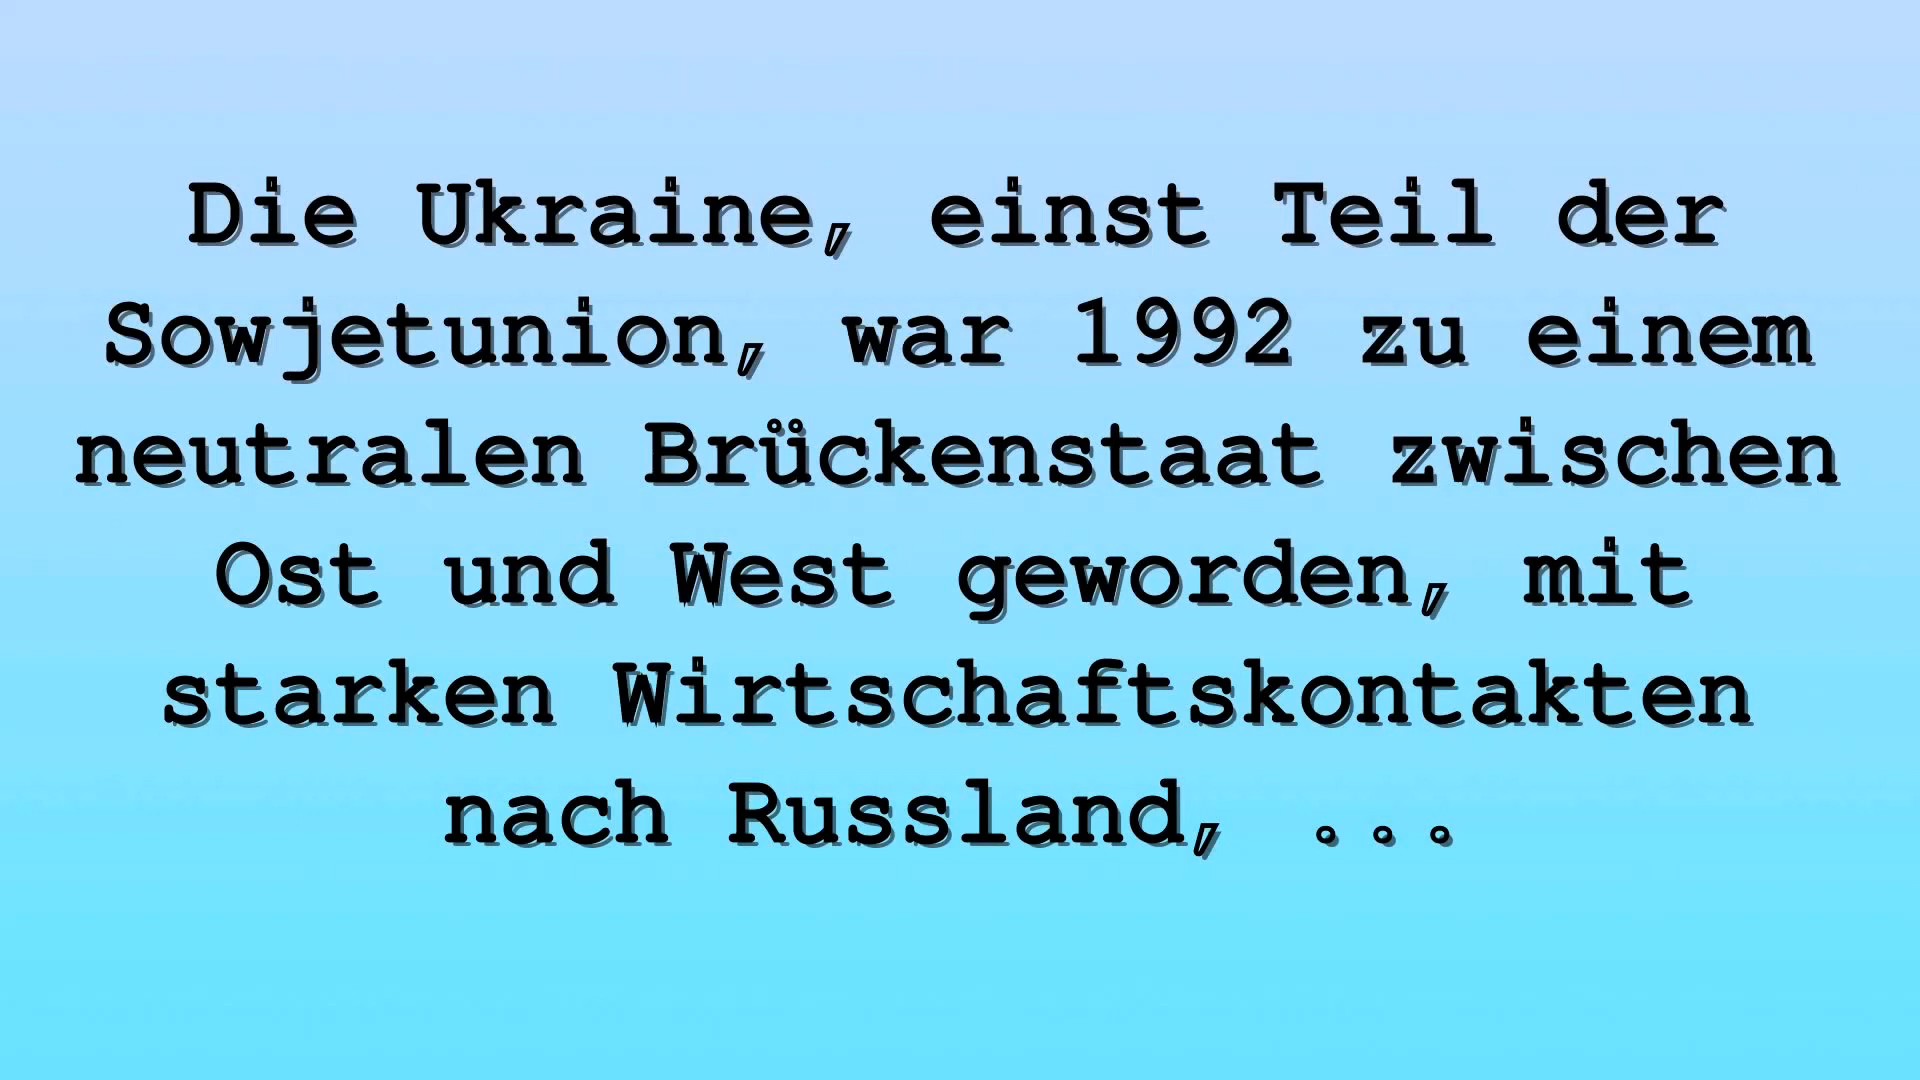 Die Ukraine, einst Teil der
Sowjetunion, war 1992 zu einem
neutralen Brückenstaat zwischen
Ost und West geworden, mit
starken Wirtschaftskontakten
nach Russland, ...